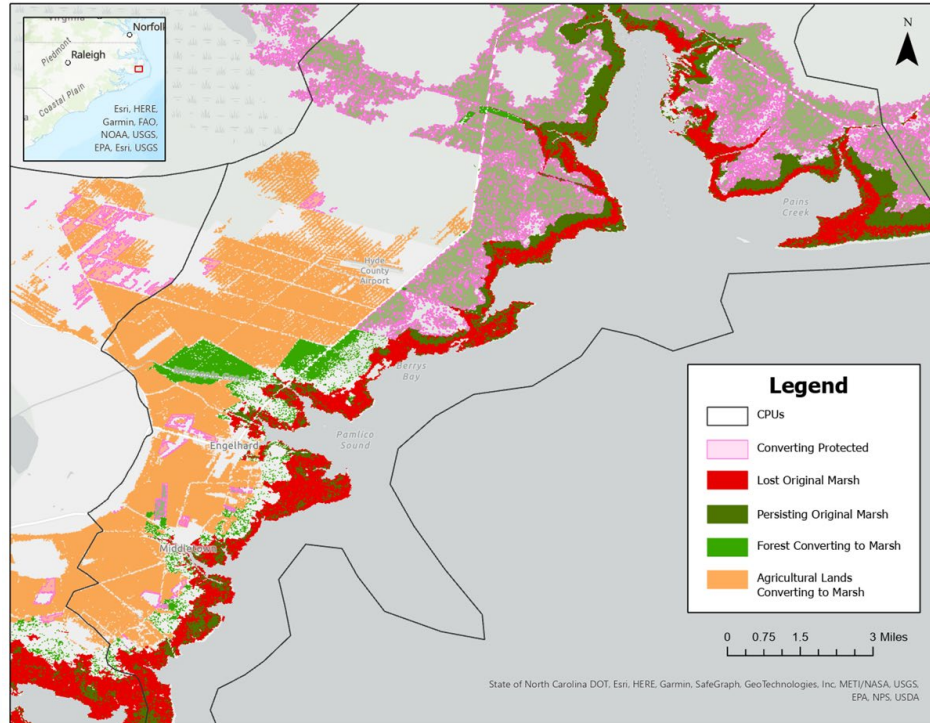 Virginia
Norfolk
Piedmont
Raleigh
Coastal Plain
Esri, HERE,
Garmin, FAO,
NOAA, USGS,
EPA, Esri, USGS
N
Pains
Creek
Hyde
County
Airport
Berrys
Bay
Pamlico
Sound
Engelhard
Middletown
Legend
CPUs
Converting Protected
Lost Original Marsh
Persisting Original Marsh
Forest Converting to Marsh
Agricultural Lands
Converting to Marsh
0 0.75 1.5 3 Miles
State of North Carolina DOT, Esri, HERE, Garmin, SafeGraph, GeoTechnologies, Inc, METI/NASA, USGS,
EPA, NPS, USDA